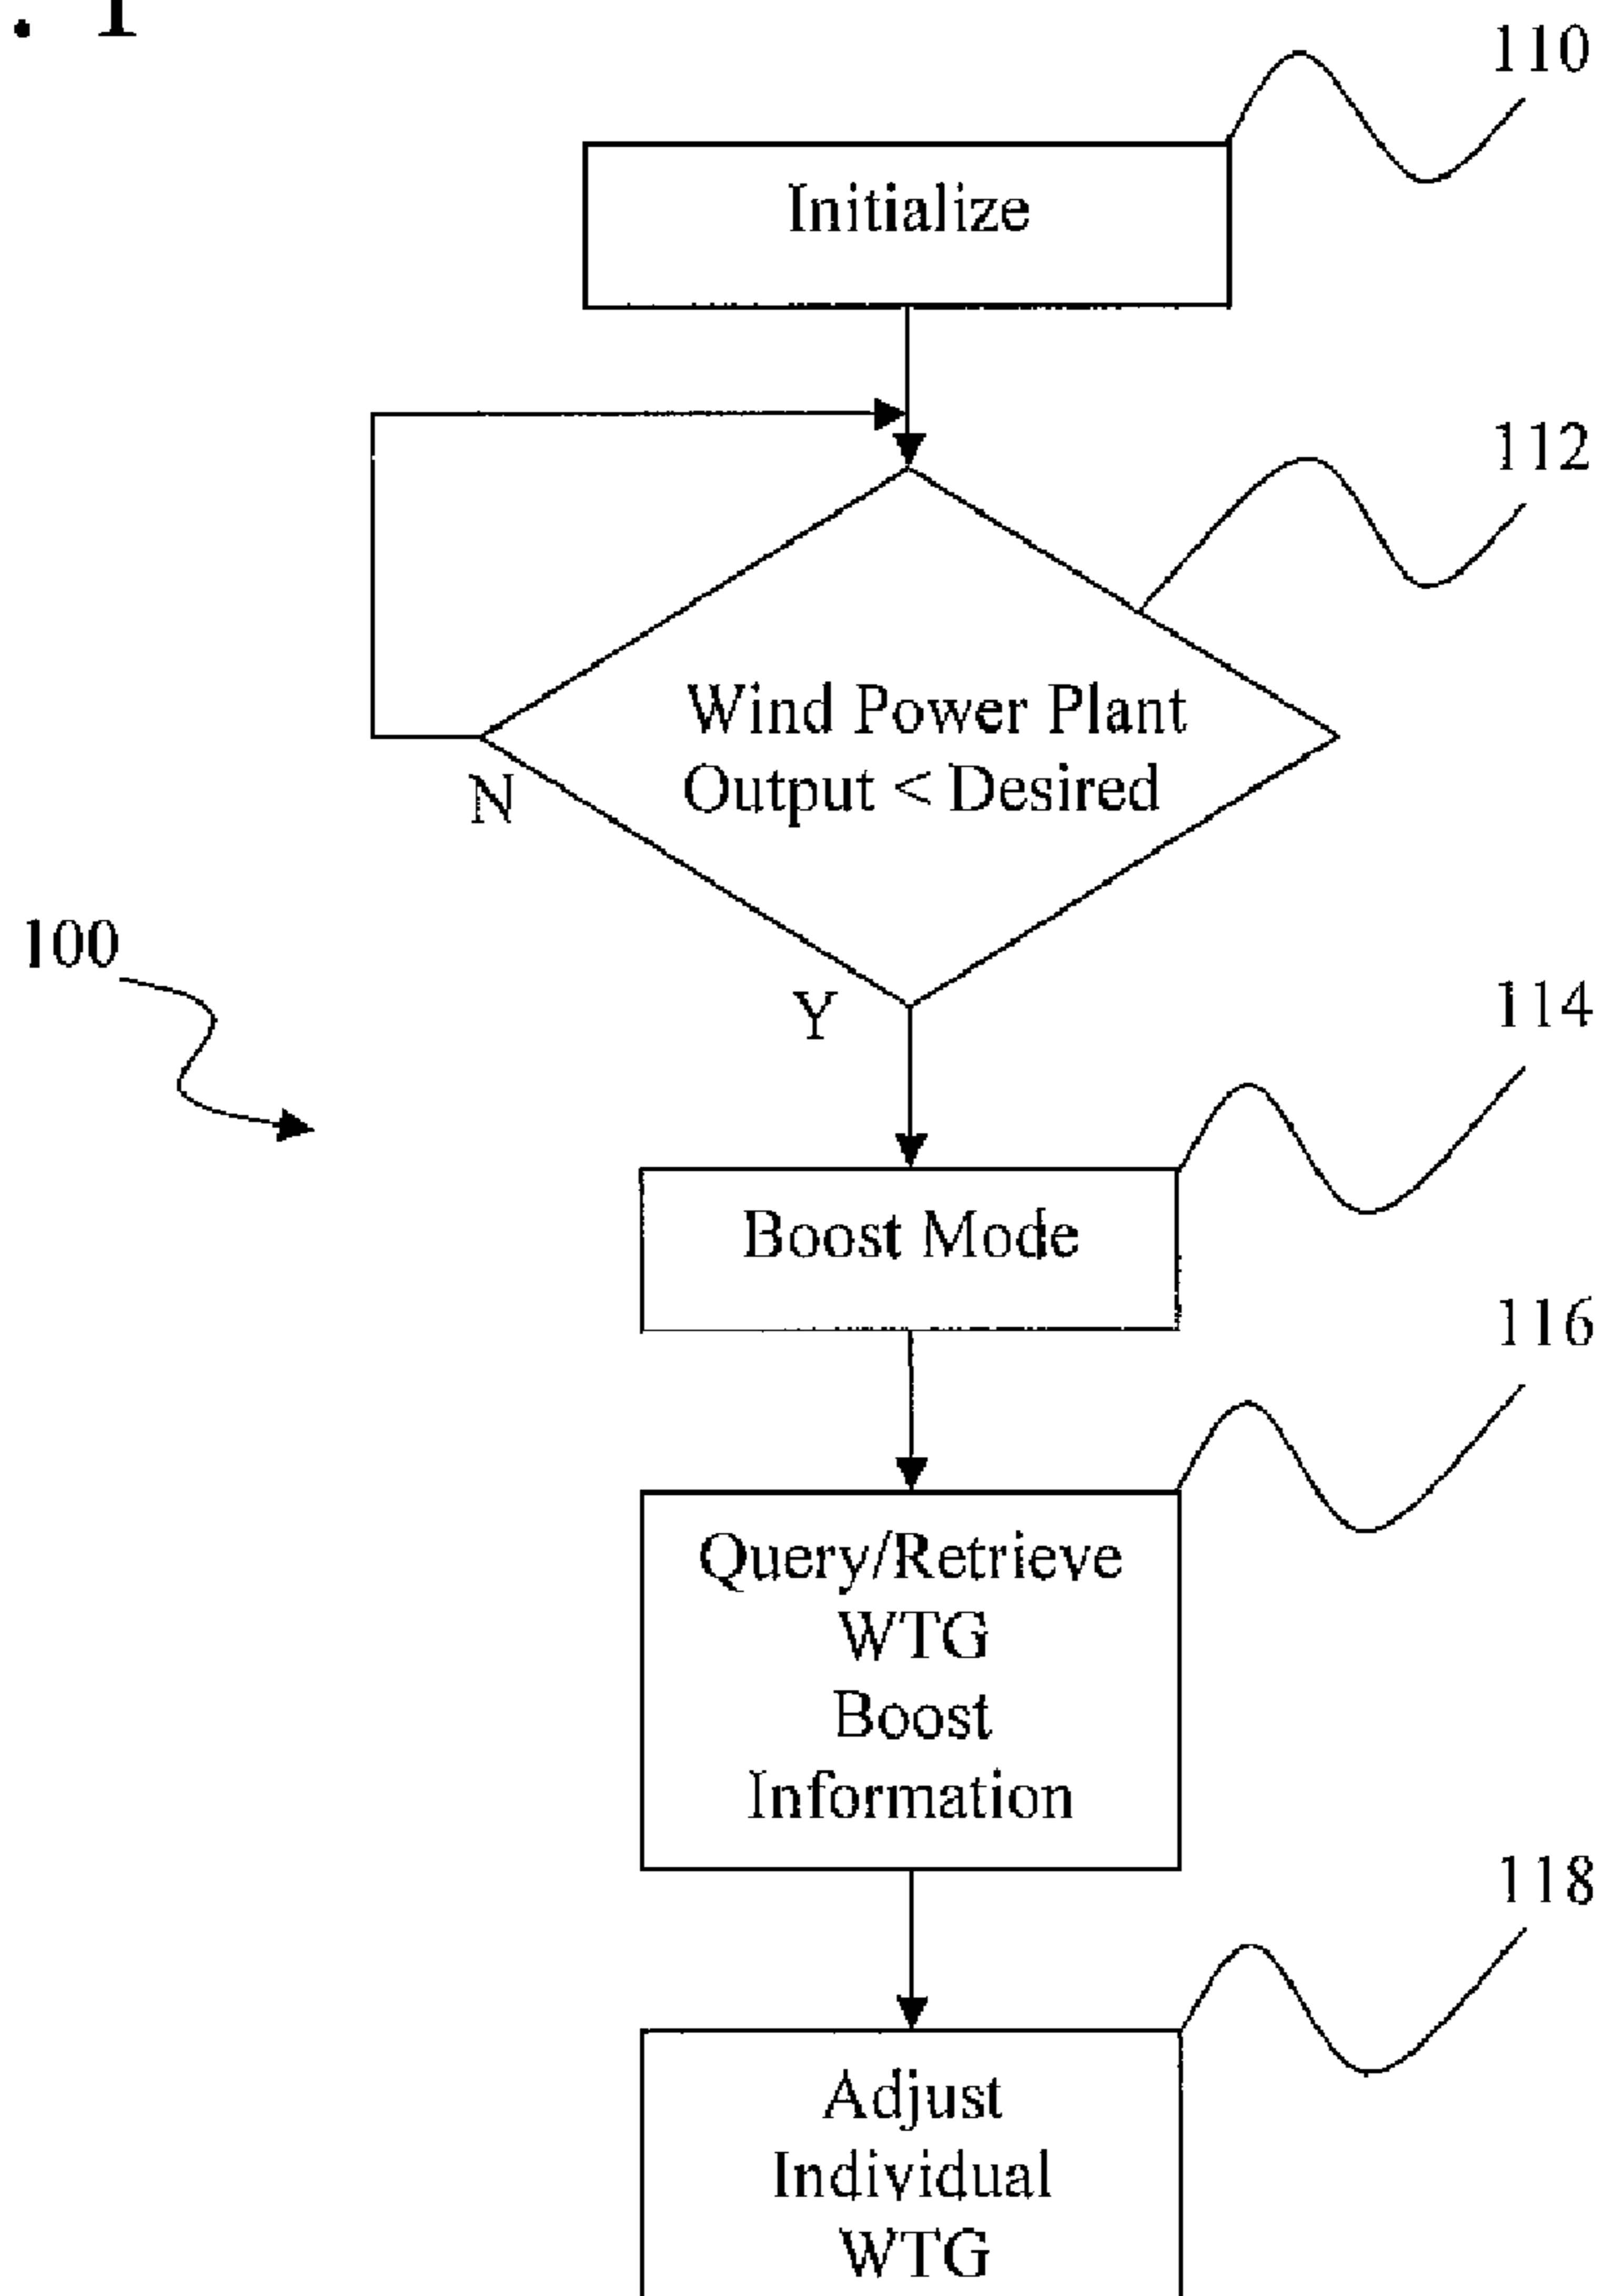 . 1
110
Initialize
112
Wind Power Plant
Output < Desired
N
100
Y
114
Boost Mode
116
Query/Retrieve
WTG
Boost
Information
118
Adjust
Individual
WTG